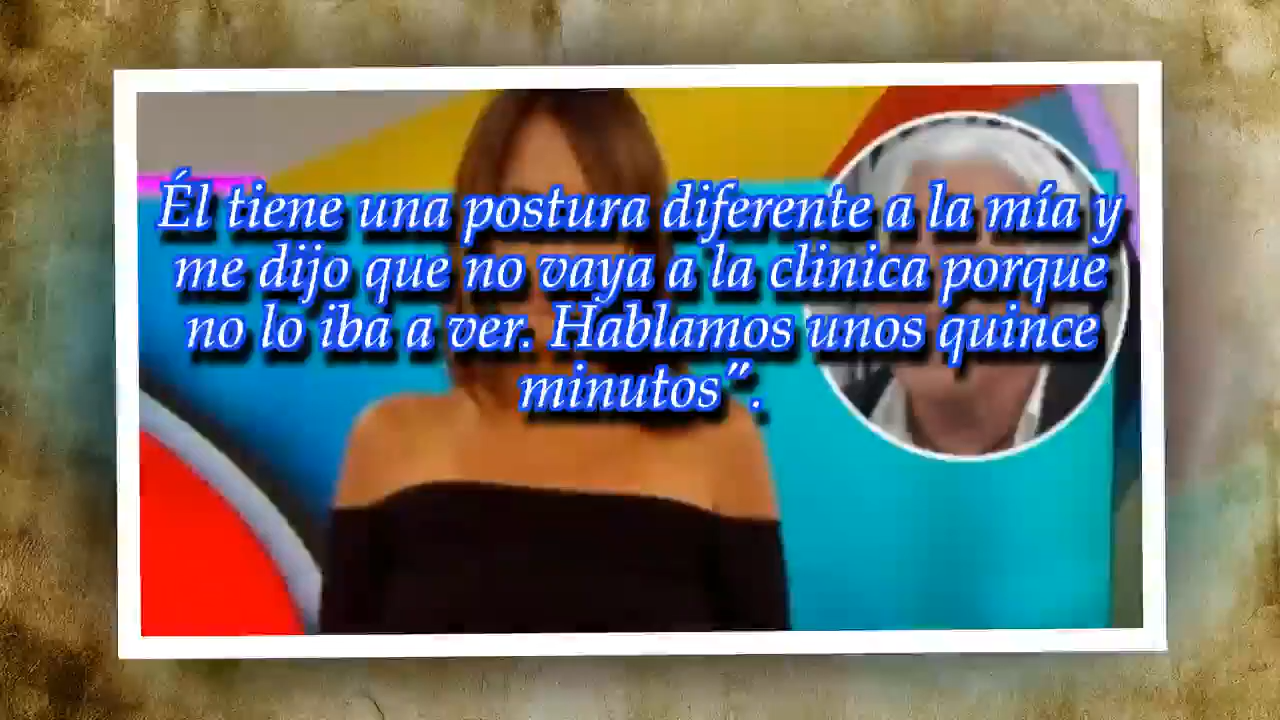 Él tiene una postura diferente a la mía y
me dijo que no vaya a la clinica porque
no lo iba a ver. Hablamos unos quince
minutos”.